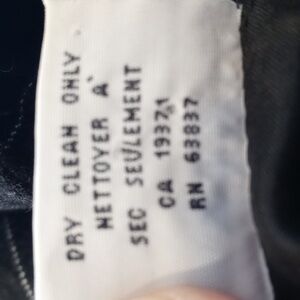 DRY CLEAN ONLY
NETTOYER A`
SEC SEULEMENT
CA 19371
RN 63837